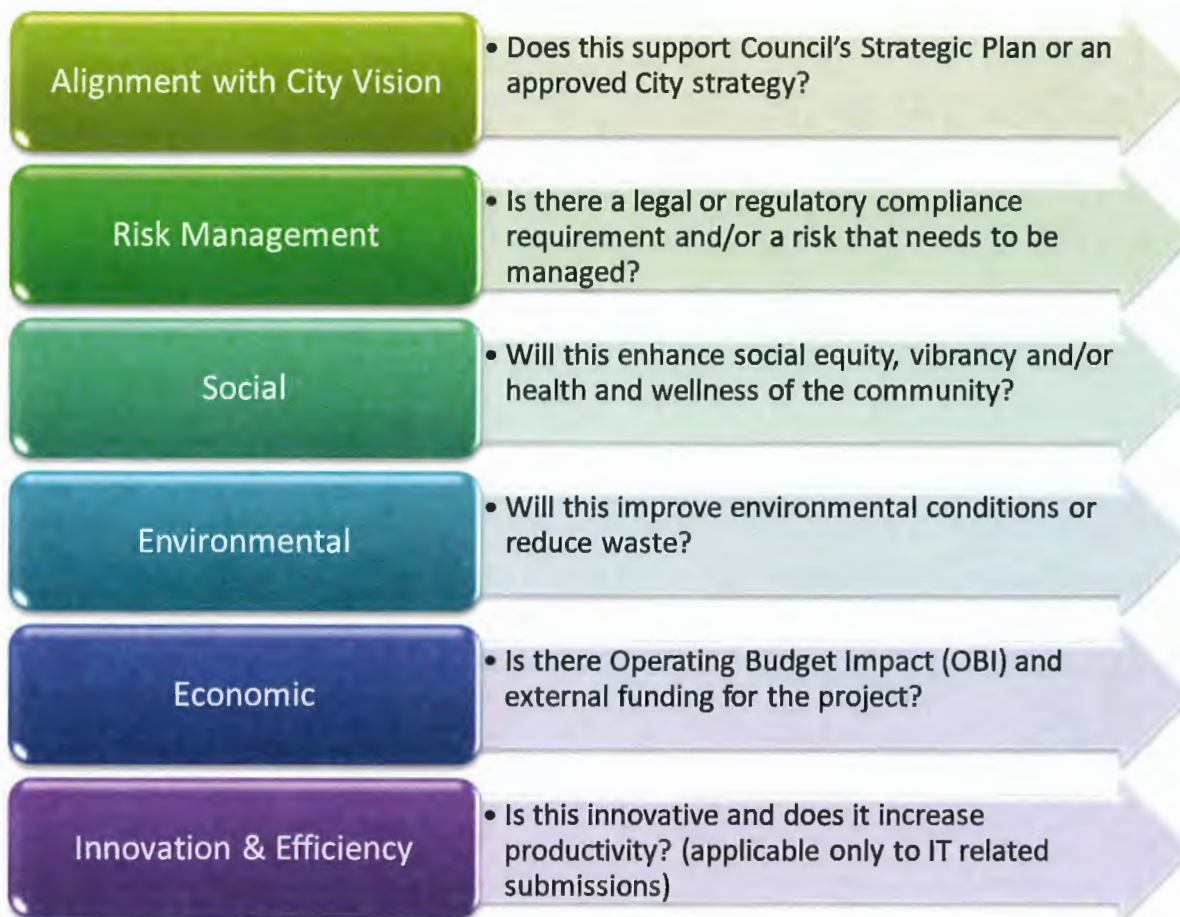 Alignment with City Vision
• Does this support Council's Strategic Plan or an
approved City strategy?
Risk Management
• Is there a legal or regulatory compliance
requirement and/or a risk that needs to be
managed?
Social
• Will this enhance social equity, vibrancy and/or
health and wellness of the community?
Environmental
• Will this improve environmental conditions or
reduce waste?
Economic
• Is there Operating Budget Impact (OBI) and
external funding for the project?
Innovation & Efficiency
• Is this innovative and does it increase
productivity? (applicable only to IT related
submissions)